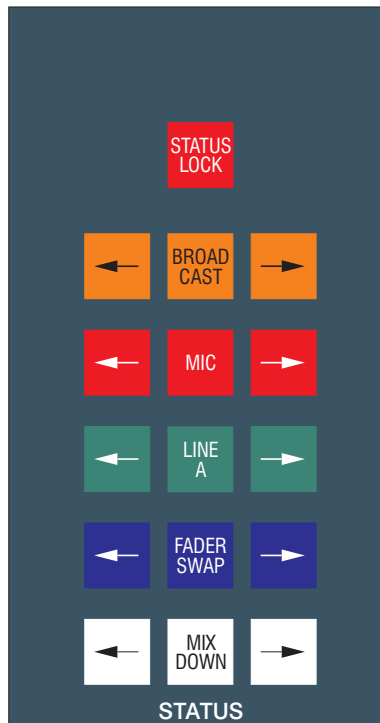 STATUS
LOCK
BROAD
CAST
MIC
LINE
A
FADER
SWAP
MIX
DOWN
STATUS